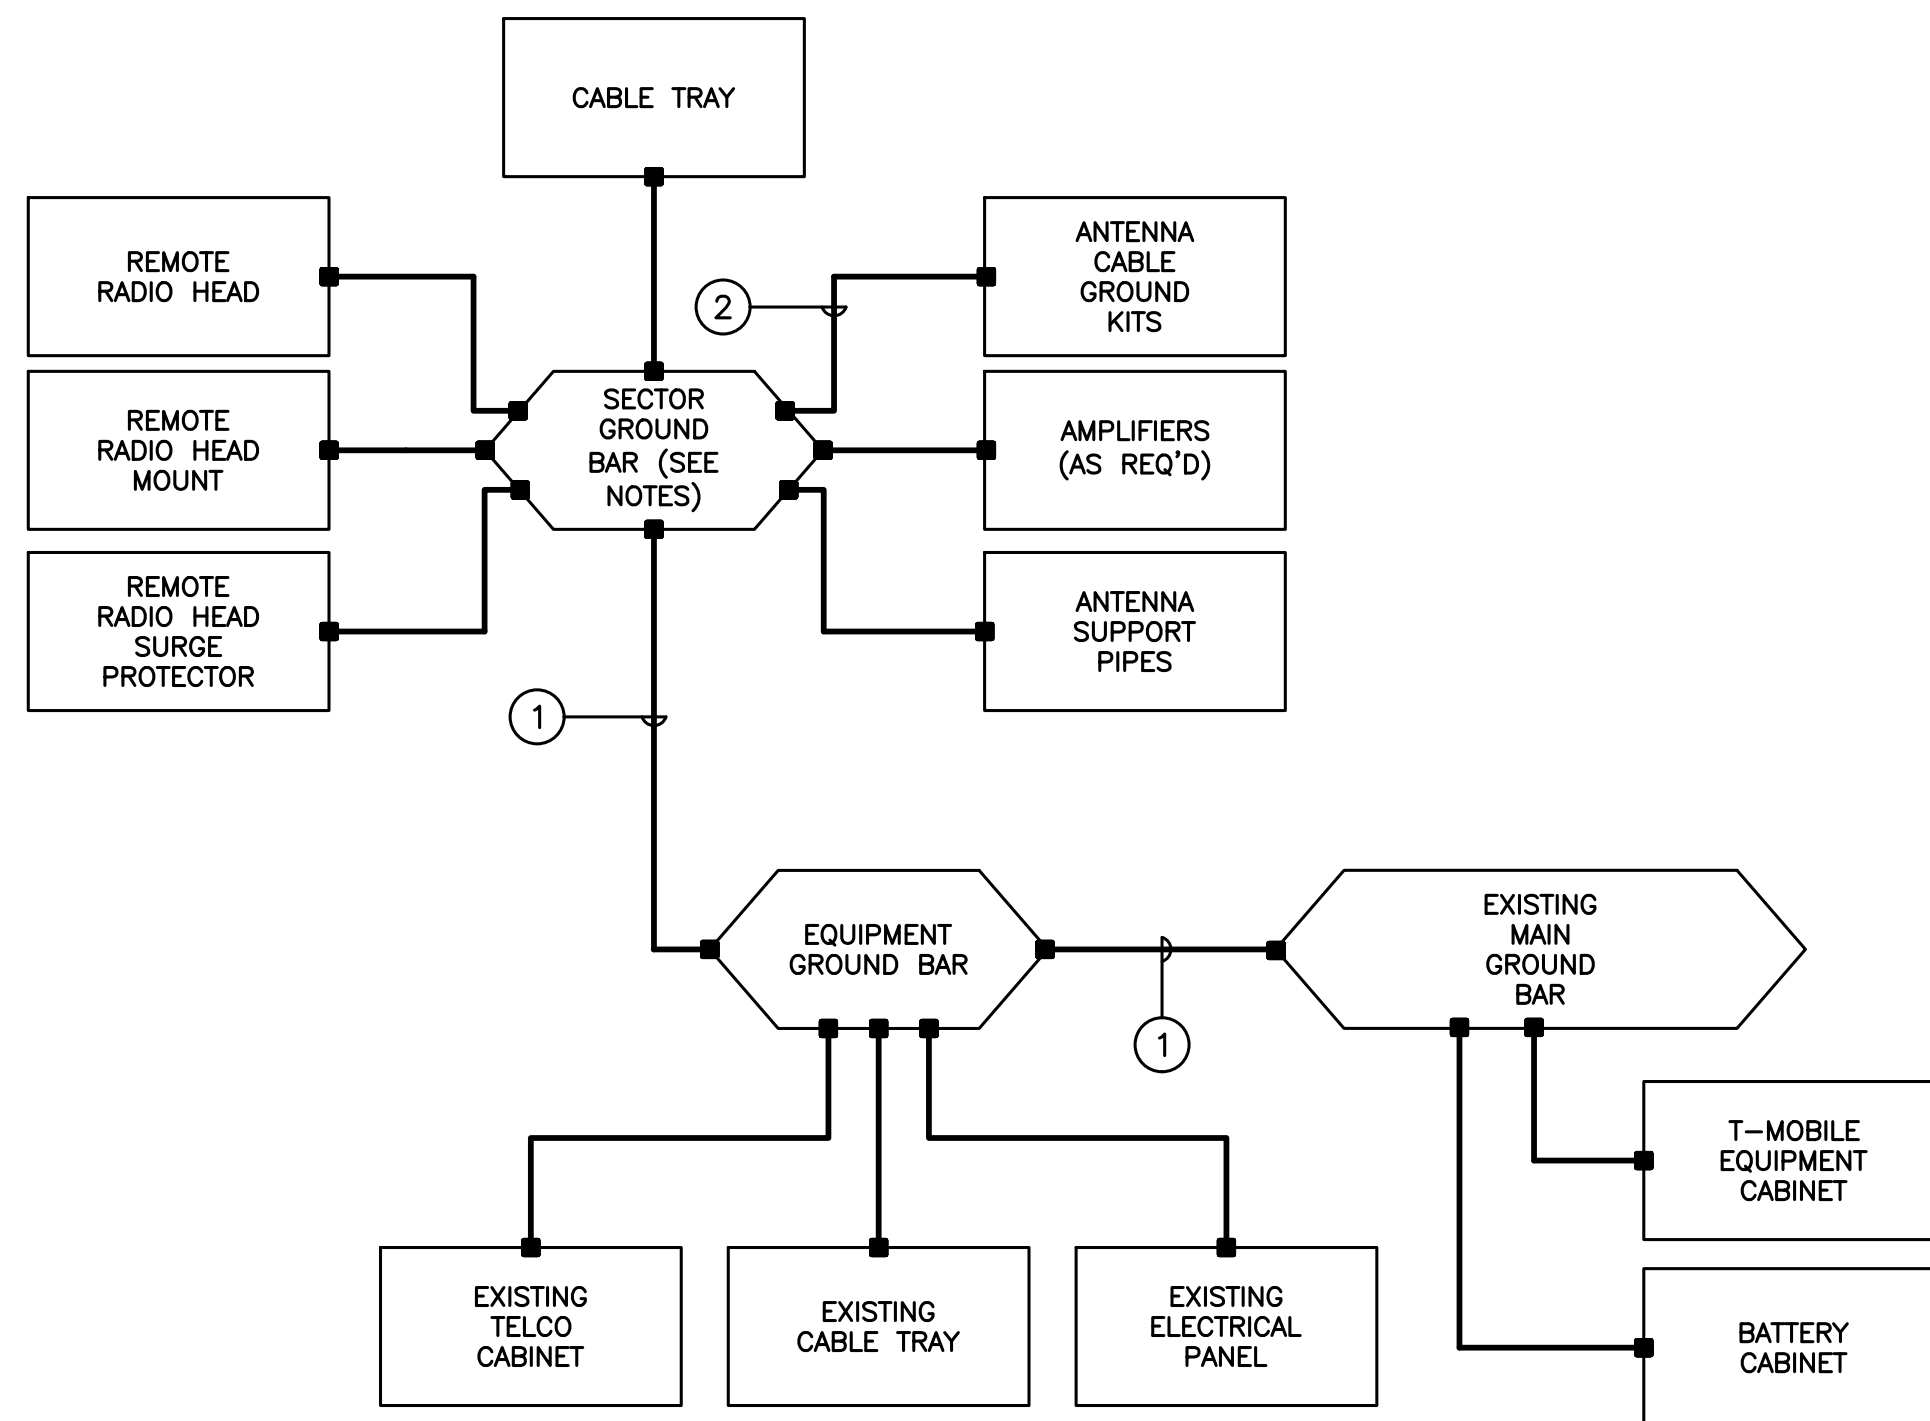 CABLE TRAY
REMOTE
RADIO HEAD
ANTENNA
CABLE
GROUND
KITS
2
REMOTE
RADIO HEAD
MOUNT
SECTOR
GROUND
BAR (SEE
NOTES)
AMPLIFIERS
(AS REQ'D)
REMOTE
RADIO HEAD
SURGE
PROTECTOR
ANTENNA
SUPPORT
PIPES
1
EQUIPMENT
GROUND BAR
EXISTING
MAIN
GROUND
BAR
1
T-MOBILE
EQUIPMENT
CABINET
EXISTING
TELCO
CABINET
EXISTING
CABLE TRAY
EXISTING
ELECTRICAL
PANEL
BATTERY
CABINET